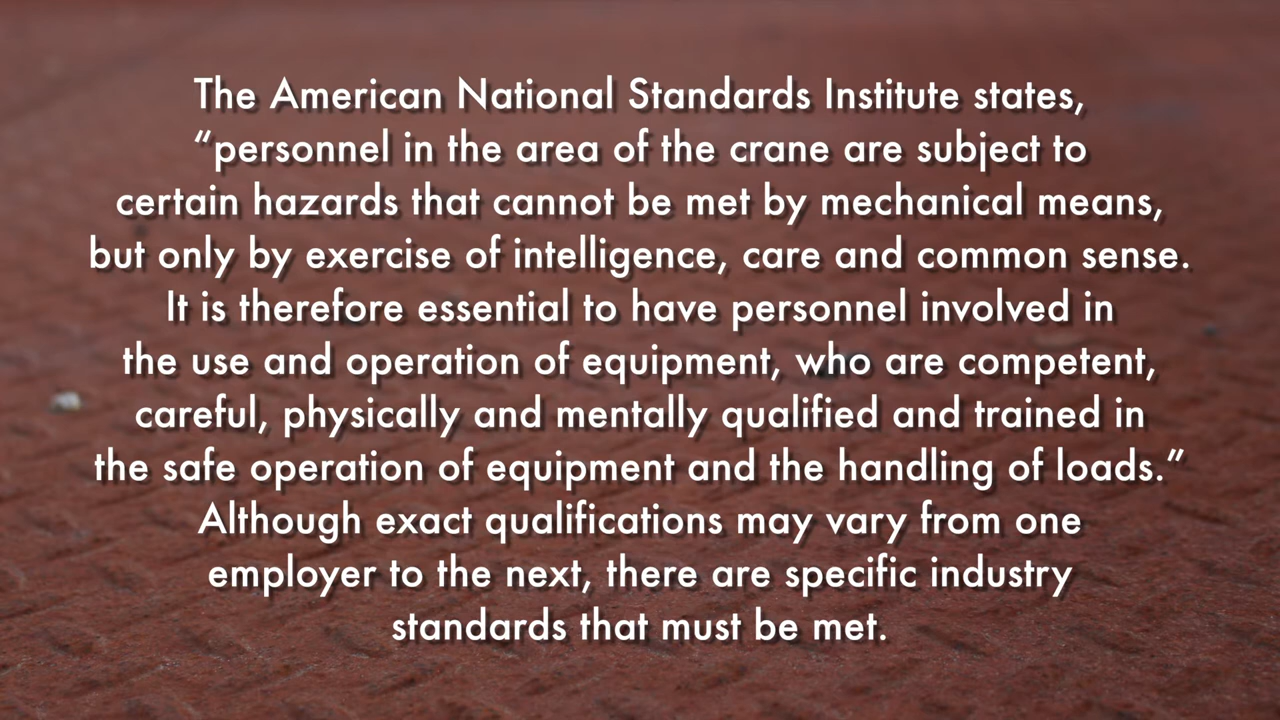 The American National Standards Institute states,
“personnel in the area of the crane are subject to
certain hazards that cannot be met by mechanical means,
but only by exercise of intelligence, care and common sense.
It is therefore essential to have personnel involved in
the use and operation of equipment, who are competent,
careful, physically and mentally qualified and trained in
the safe operation of equipment and the handling of loads.”
Although exact qualifications may vary from one
employer to the next, there are specific industry
standards that must be met.